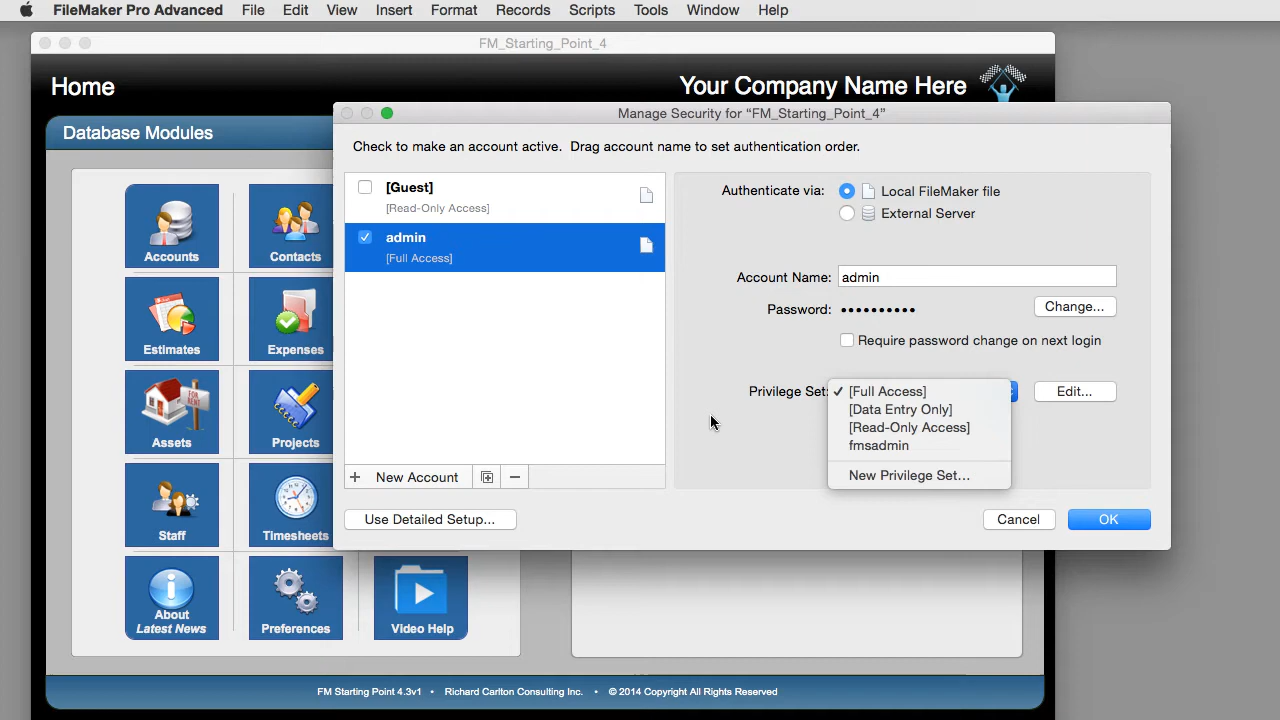 FileMaker Pro Advanced File Edit View Insert Format Records Scripts Tools Window Help
FM_Starting_Point_4
Home
Your Company Name Here
Database Modules
Accounts
Contacts
Estimates
Expenses
Assets
Projects
Staff
Timesheets
About
Latest News
Preferences
Video Help
FM Starting Point 4.3v1 • Richard Carlton Consulting Inc. • © 2014 Copyright All Rights Reserved
Manage Security for “FM_Starting_Point_4”
Check to make an account active. Drag account name to set authentication order.
[Guest]
[Read-Only Access]
admin
[Full Access]
+ New Account
Use Detailed Setup...
Authenticate via:
Local FileMaker file
External Server
Account Name: admin
Password: ••••••••••
Change...
Require password change on next login
Privilege Set:
✓ [Full Access]
[Data Entry Only]
[Read-Only Access]
fmsadmin
New Privilege Set...
Edit...
Cancel
OK
FOR RENT